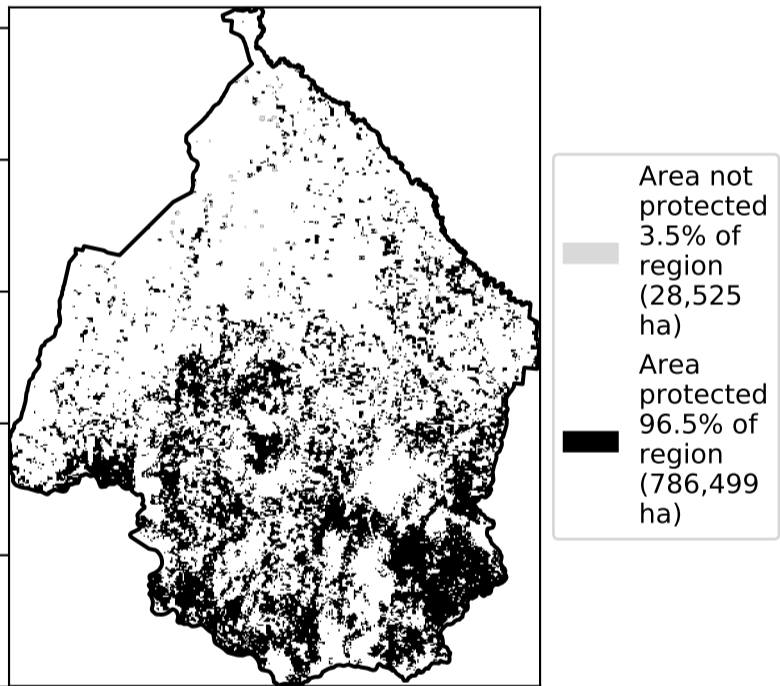 Area not
protected
3.5% of
region
(28,525
ha)
Area
protected
96.5% of
region
(786,499
ha)